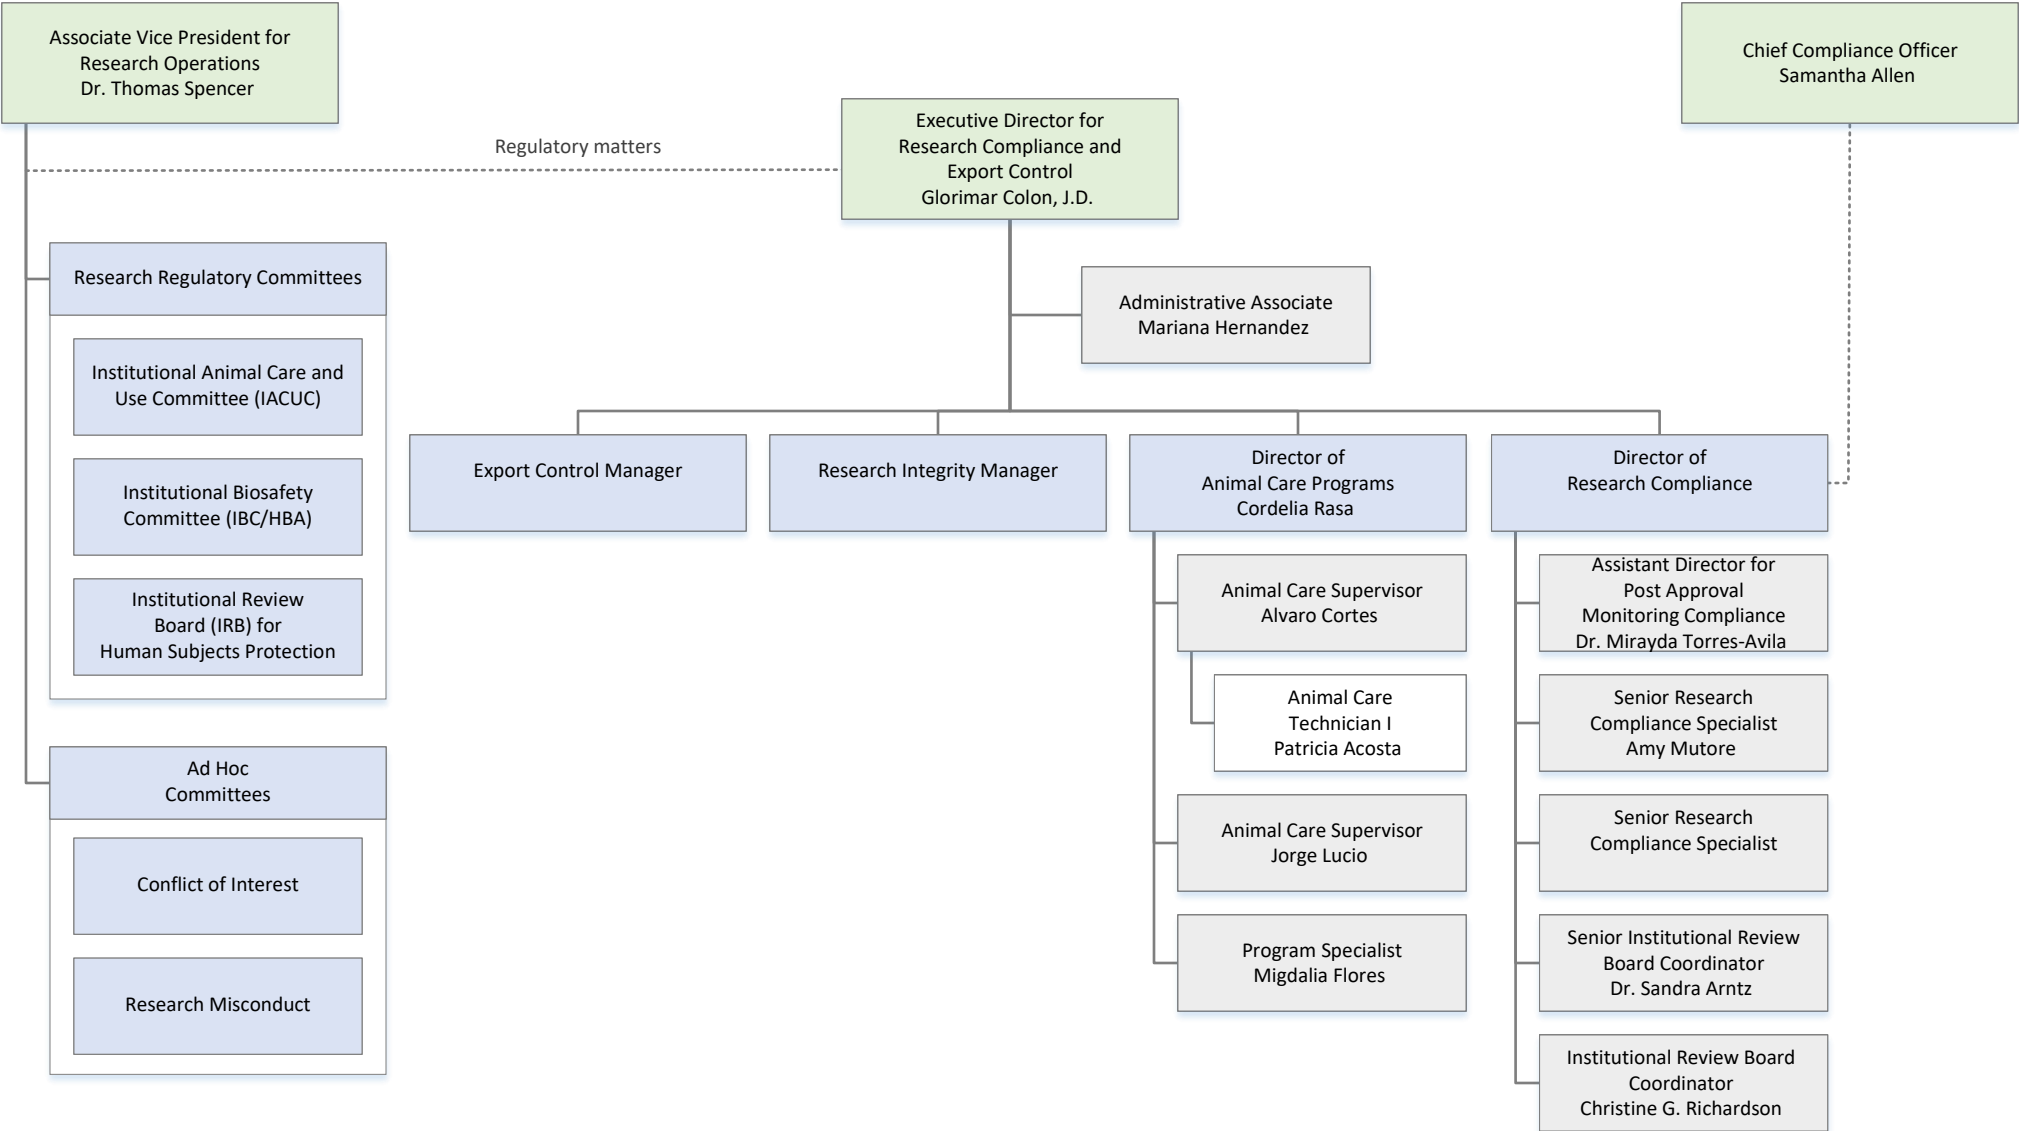 Associate Vice President for
Research Operations
Dr. Thomas Spencer
Chief Compliance Officer
Samantha Allen
Executive Director for
Research Compliance and
Export Control
Glorimar Colon, J.D.
Regulatory matters
Research Regulatory Committees
Institutional Animal Care and
Use Committee (IACUC)
Institutional Biosafety
Committee (IBC/HBA)
Institutional Review
Board (IRB) for
Human Subjects Protection
Ad Hoc
Committees
Conflict of Interest
Research Misconduct
Administrative Associate
Mariana Hernandez
Export Control Manager
Research Integrity Manager
Director of
Animal Care Programs
Cordelia Rasa
Animal Care Supervisor
Alvaro Cortes
Animal Care
Technician I
Patricia Acosta
Animal Care Supervisor
Jorge Lucio
Program Specialist
Migdalia Flores
Director of
Research Compliance
Assistant Director for
Post Approval
Monitoring Compliance
Dr. Mirayda Torres-Avila
Senior Research
Compliance Specialist
Amy Mutore
Senior Research
Compliance Specialist
Senior Institutional Review
Board Coordinator
Dr. Sandra Arntz
Institutional Review Board
Coordinator
Christine G. Richardson